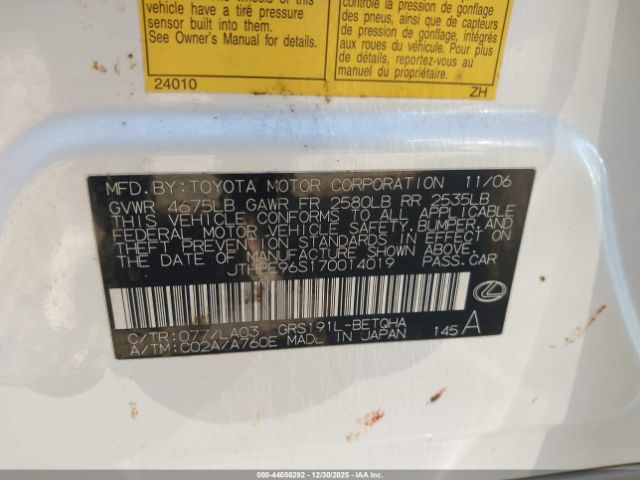 vehicle have a tire pressure
sensor built into them.
See Owner's Manual for details.
24010
contrôle la pression de gonflage
des pneus, ainsi que de capteurs
de pression de gonflage, intégrés
aux roues du véhicule. Pour plus
de détails, reportez-vous au
manuel du propriétaire.
ZH
MFD. BY: TOYOTA MOTOR CORPORATION 11/06
GVWR 4675LB GAWR FR 2580LB RR 2535LB
THIS VEHICLE CONFORMS TO ALL APPLICABLE
FEDERAL MOTOR VEHICLE SAFETY, BUMPER, AND
THEFT PREVENTION STANDARDS IN EFFECT ON
THE DATE OF MANUFACTURE SHOWN ABOVE.
JTHBE96S170014019 PASS.CAR
C/TR:077/LA03 GRS191L-BETQHA
A/TM:C02A/A760E MADE IN JAPAN 145 A
000-44056292 - 12/30/2025 - COPART